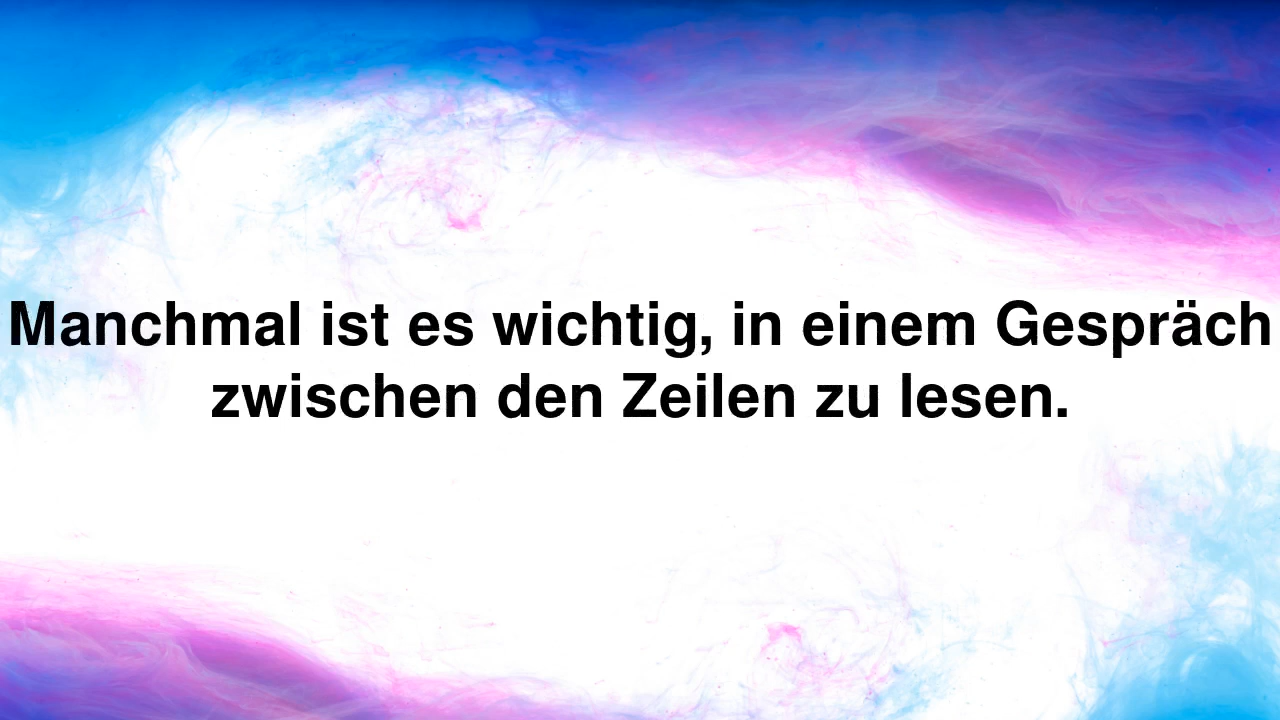 Manchmal ist es wichtig, in einem Gespräch
zwischen den Zeilen zu lesen.